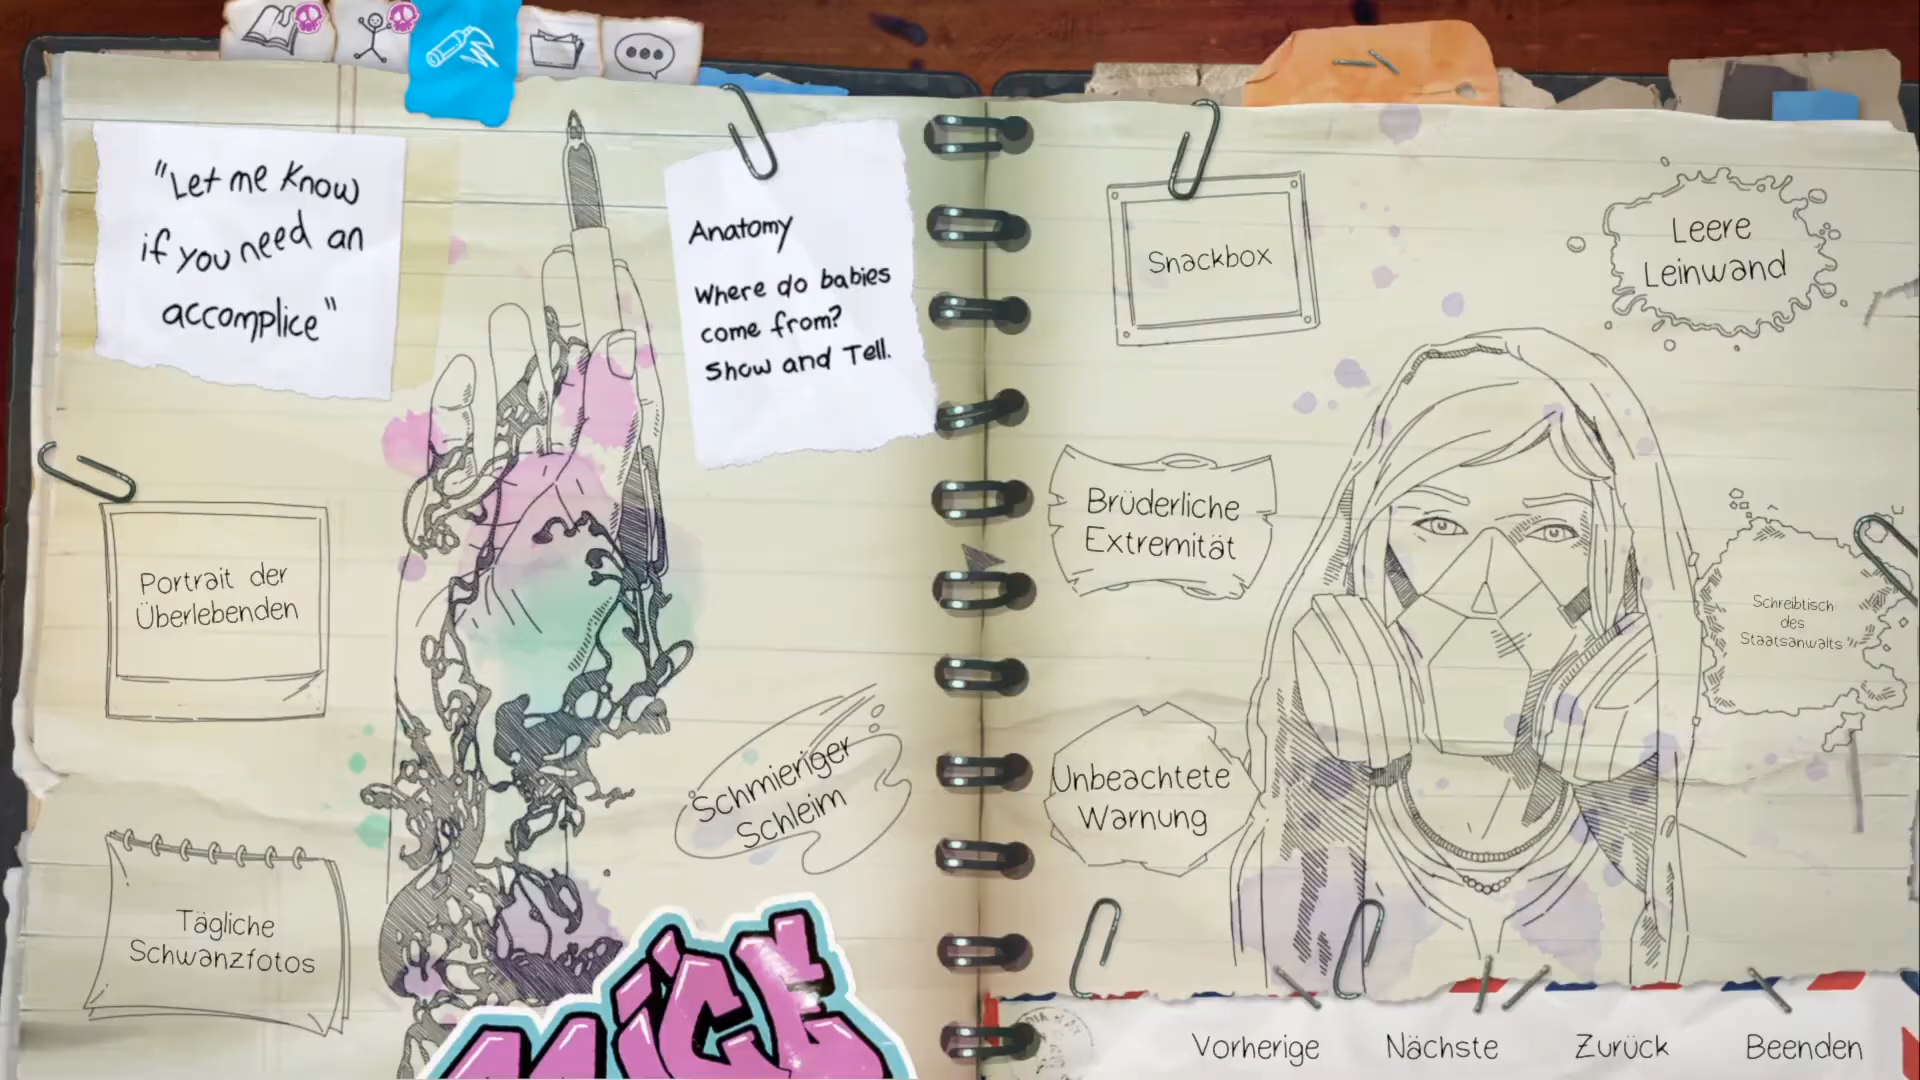 "Let me know
if you need an
accomplice"
Anatomy
Where do babies
come from?
Show and Tell.
Portrait der
Überlebenden
Schmieriger
Schleim
Tägliche
Schwanzfotos
Snackbox
Leere
Leinwand
Brüderliche
Extremität
Schreibtisch
des
Staatsanwalts
Unbeachtete
Warnung
Vorherige
Nächste
Zurück
Beenden